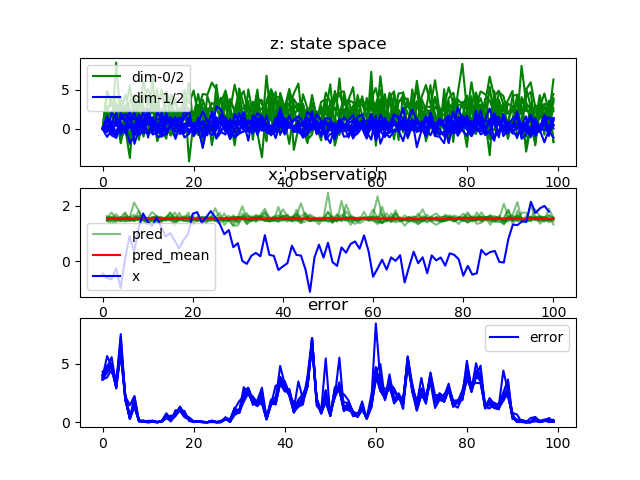 z: state space
5
0
dim-0/2
dim-1/2
0 20 40 60 80 100
x: observation
2
0
pred
pred_mean
x
0 20 40 60 80 100
error
5
0
error
0 20 40 60 80 100